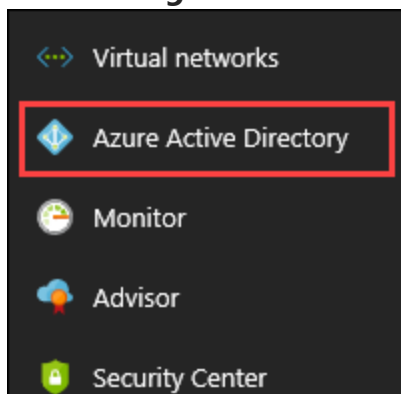 Virtual networks
Azure Active Directory
Monitor
Advisor
Security Center